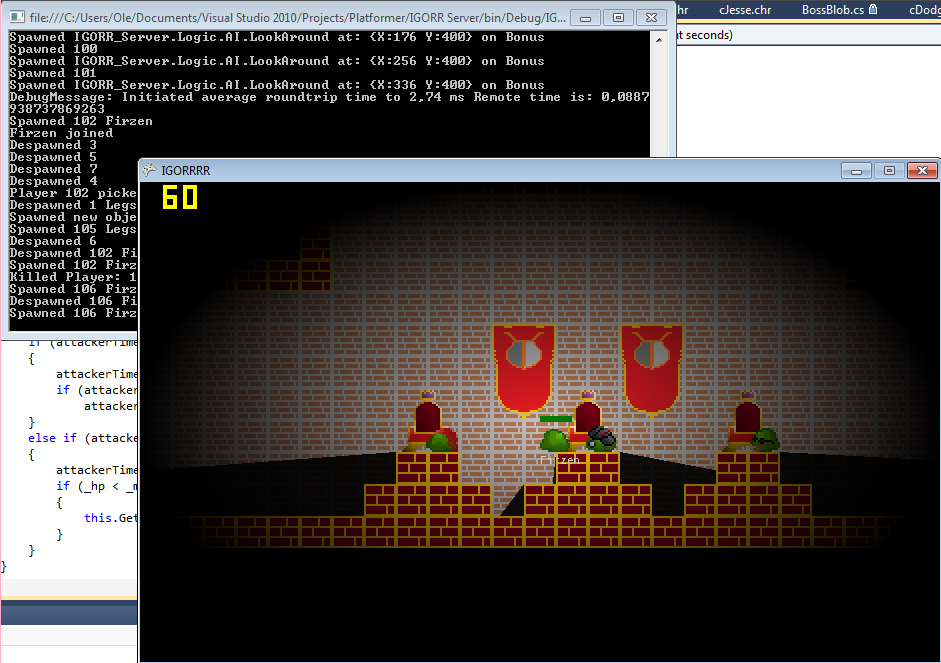 file:///C:/Users/Ole/Documents/Visual Studio 2010/Projects/Platformer/IGORR Server/bin/Debug/IG...
hr cJesse.chr BossBlob.cs cDodo
nt seconds)
Spawned IGORR_Server.Logic.AI.LookAround at: {X:176 Y:400} on Bonus
Spawned 100
Spawned IGORR_Server.Logic.AI.LookAround at: {X:256 Y:400} on Bonus
Spawned 101
Spawned IGORR_Server.Logic.AI.LookAround at: {X:336 Y:400} on Bonus
DebugMessage: Initiated average roundtrip time to 2,74 ms Remote time is: 0,0887
938737869263
Spawned 102 Firzen
Firzen joined
Despawned 3
Despawned 5
Despawned 7
Despawned 4
Player 102 picke
Despawned 1 Legs
Spawned new obje
Spawned 105 Legs
Despawned 6
Despawned 102 Fi
Spawned 102 Firz
Killed Player: 1
Spawned 106 Firz
Despawned 106 Fi
Spawned 106 Firz
IGORRRR
60
Firzen
if (attackerTime
{
attackerTime
if (attacker
attacker
}
else if (attacke
{
attackerTime
if (_hp < _m
{
this.Get
}
}
}